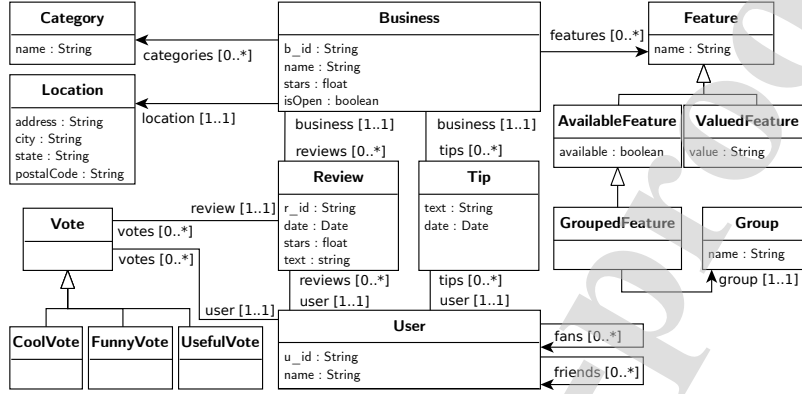 Category
name : String
categories [0..*]
Business
b_id : String
name : String
stars : float
isOpen : boolean
features [0..*]
Feature
name : String
Location
address : String
city : String
state : String
postalCode : String
location [1..1]
business [1..1]
reviews [0..*]
business [1..1]
tips [0..*]
AvailableFeature
available : boolean
ValuedFeature
value : String
Review
r_id : String
date : Date
stars : float
text : string
Tip
text : String
date : Date
GroupedFeature
Group
name : String
group [1..1]
Vote
review [1..1]
votes [0..*]
votes [0..*]
user [1..1]
reviews [0..*]
user [1..1]
tips [0..*]
user [1..1]
CoolVote
FunnyVote
UsefulVote
User
u_id : String
name : String
fans [0..*]
friends [0..*]